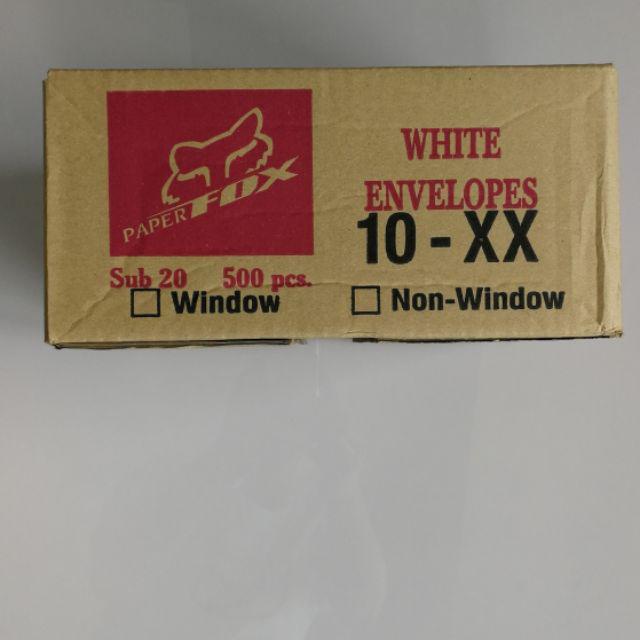 PAPER FOX
WHITE
ENVELOPES
10 - XX
Sub 20 500 pcs.
Window Non-Window